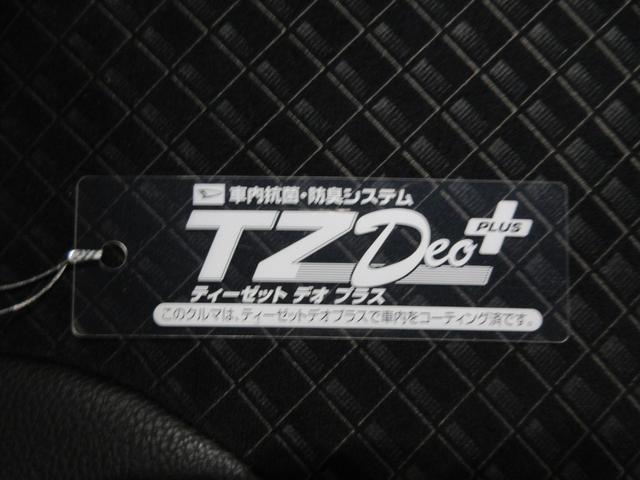 車内抗菌・防臭システム
TZ Deo PLUS
ティーゼット デオ プラス
このクルマは、ティーゼットデオプラスで車内をコーティング済です。